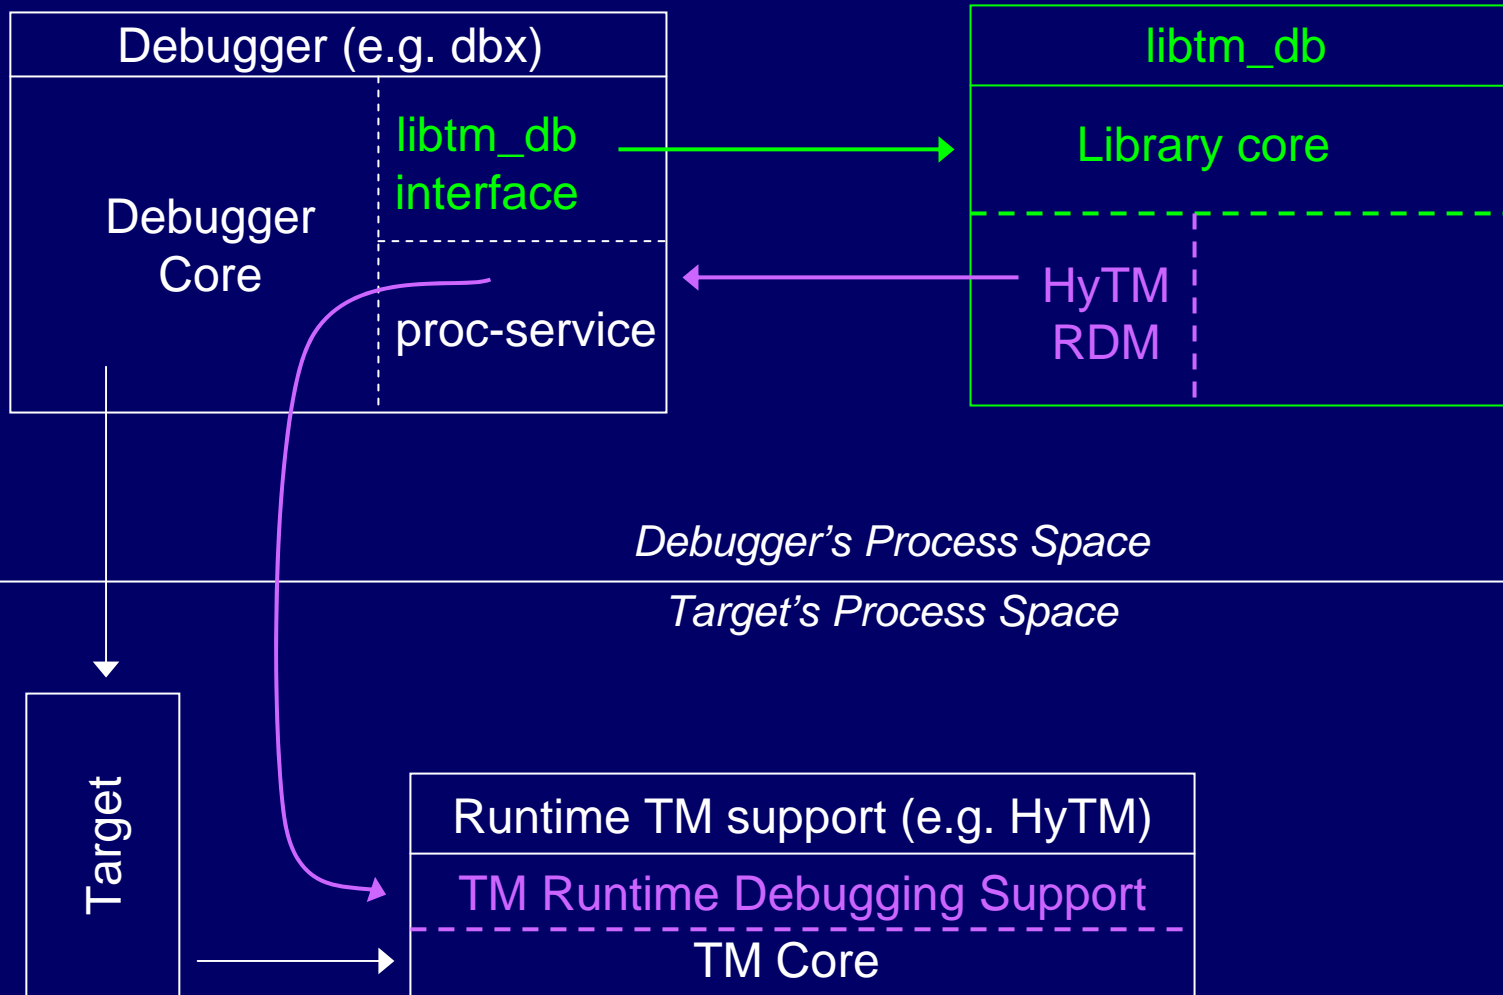 Debugger (e.g. dbx)
libtm_db
interface
Debugger
Core
proc-service
libtm_db
Library core
HyTM
RDM
Debugger’s Process Space
Target’s Process Space
Target
Runtime TM support (e.g. HyTM)
TM Runtime Debugging Support
TM Core